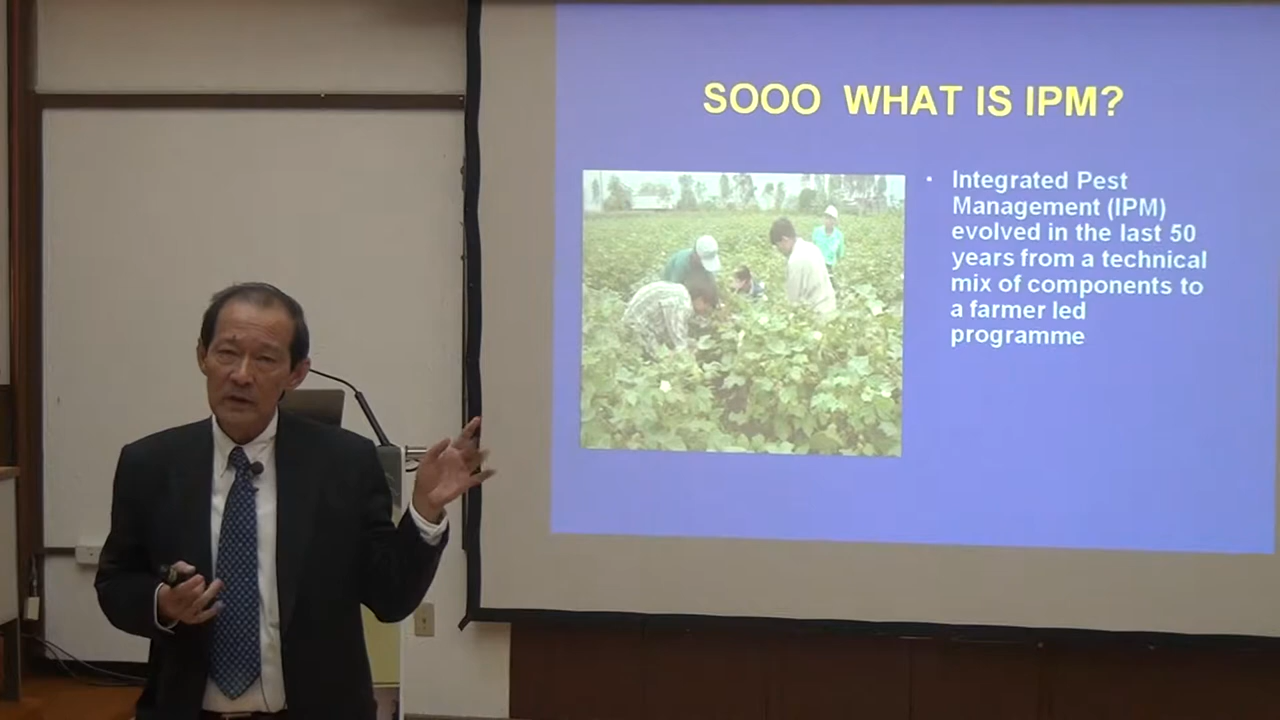 SOOO WHAT IS IPM?
• Integrated Pest
Management (IPM)
evolved in the last 50
years from a technical
mix of components to
a farmer led
programme